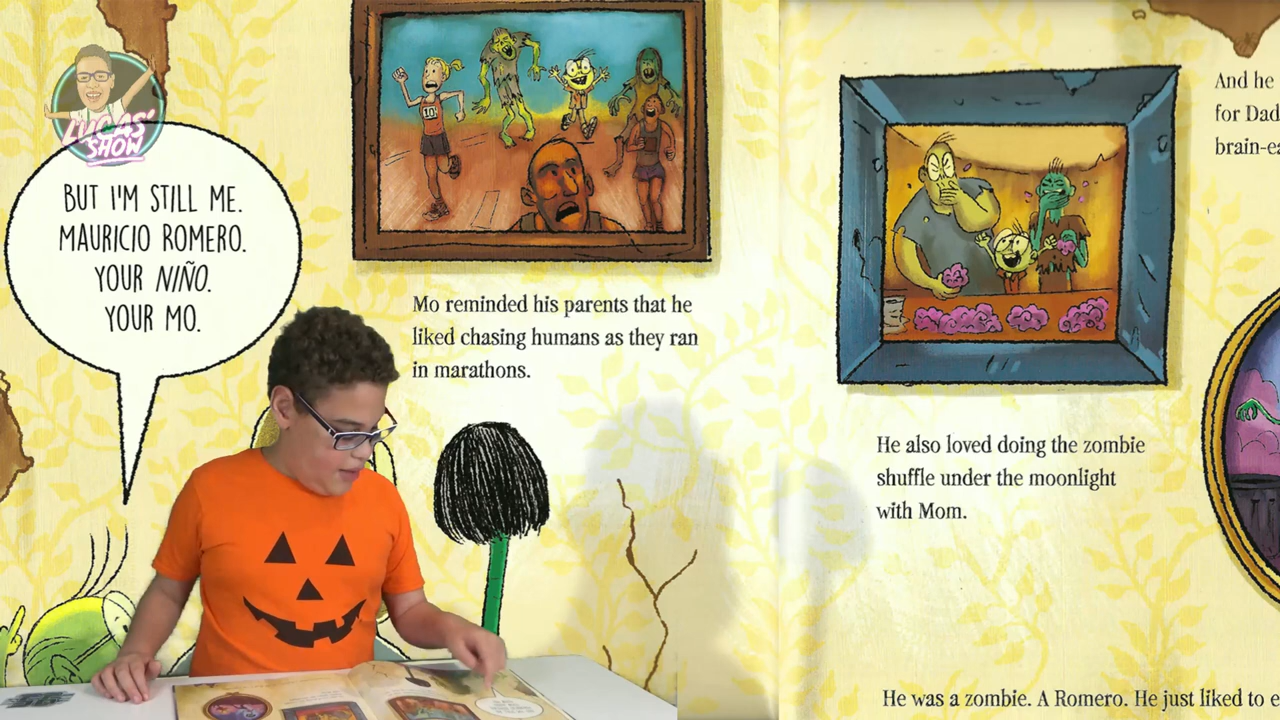 LUCAS'
SHOW
BUT I'M STILL ME.
MAURICIO ROMERO.
YOUR NIÑO.
YOUR MO.
101
Mo reminded his parents that he
liked chasing humans as they ran
in marathons.
He also loved doing the zombie
shuffle under the moonlight
with Mom.
And he
for Dad
brain-ea
He was a zombie. A Romero. He just liked to e